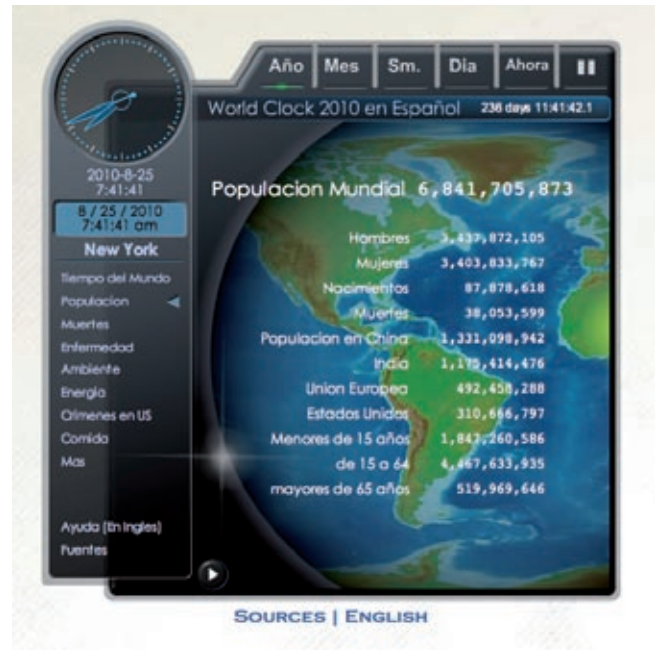 Año Mes Sm. Dia Ahora
World Clock 2010 en Español 236 days 11:41:42.1
2010-8-25
7:41:41
8 / 25 / 2010
7:41:41 am
New York
Tiempo del Mundo
Populacion
Muertes
Enfermedad
Ambiente
Energia
Crimenes en US
Comida
Mas
Ayuda (En Ingles)
Fuentes
Populacion Mundial 6,841,705,873
Hombres 3,437,872,105
Mujeres 3,403,833,767
Nacimientos 87,878,618
Muertes 38,053,599
Populacion en China 1,331,098,942
India 1,175,414,476
Union Europea 492,458,288
Estados Unidos 310,666,797
Menores de 15 años 1,847,260,586
de 15 a 64 4,467,633,935
mayores de 65 años 519,969,646
SOURCES | ENGLISH